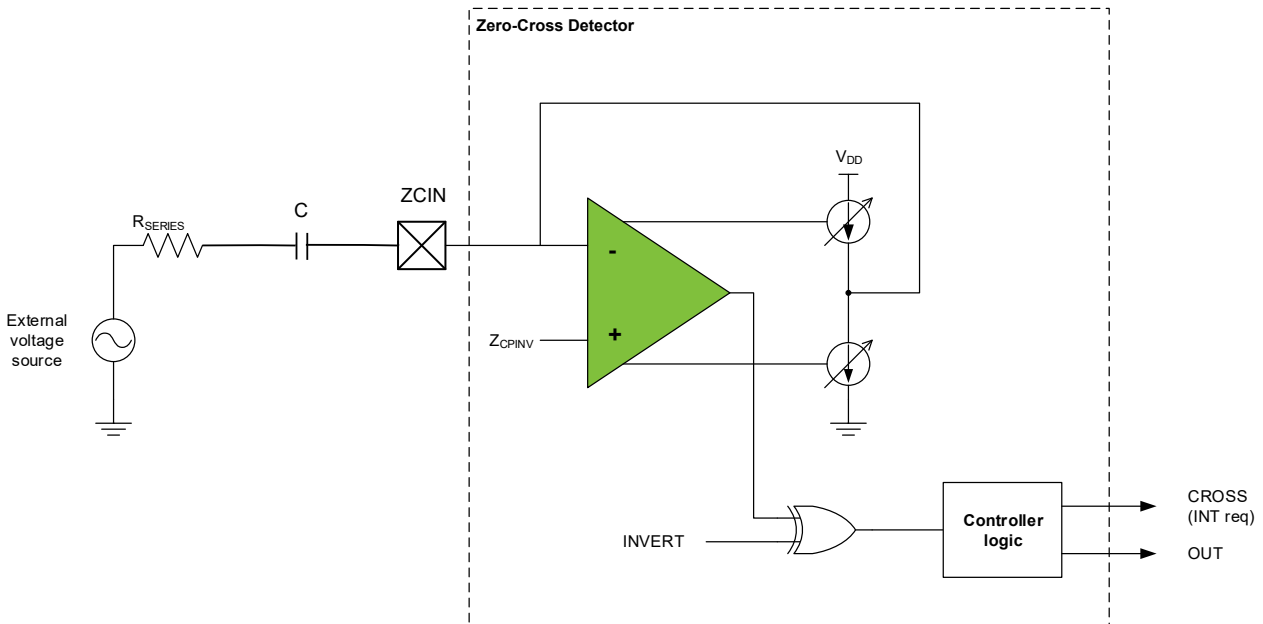 Zero-Cross Detector
V_DD
ZCIN
C
R_SERIES
-
+
External
voltage
source
Z_CPINV
CROSS
(INT req)
Controller
logic
INVERT
OUT